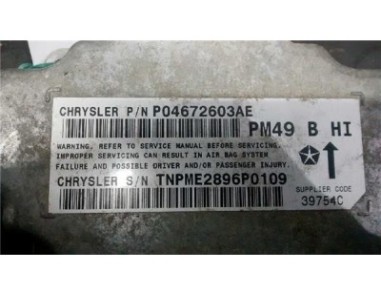 CHRYSLER P/N P04672603AE
PM49 B HI
WARNING, REFER TO SERVICE MANUAL BEFORE SERVICING.
IMPROPER SERVICING CAN RESULT IN AIR BAG SYSTEM
FAILURE AND POSSIBLE DRIVER AND/OR PASSENGER INJURY.
CHRYSLER S/N TNPME2896P0109
SUPPLIER CODE
39754C